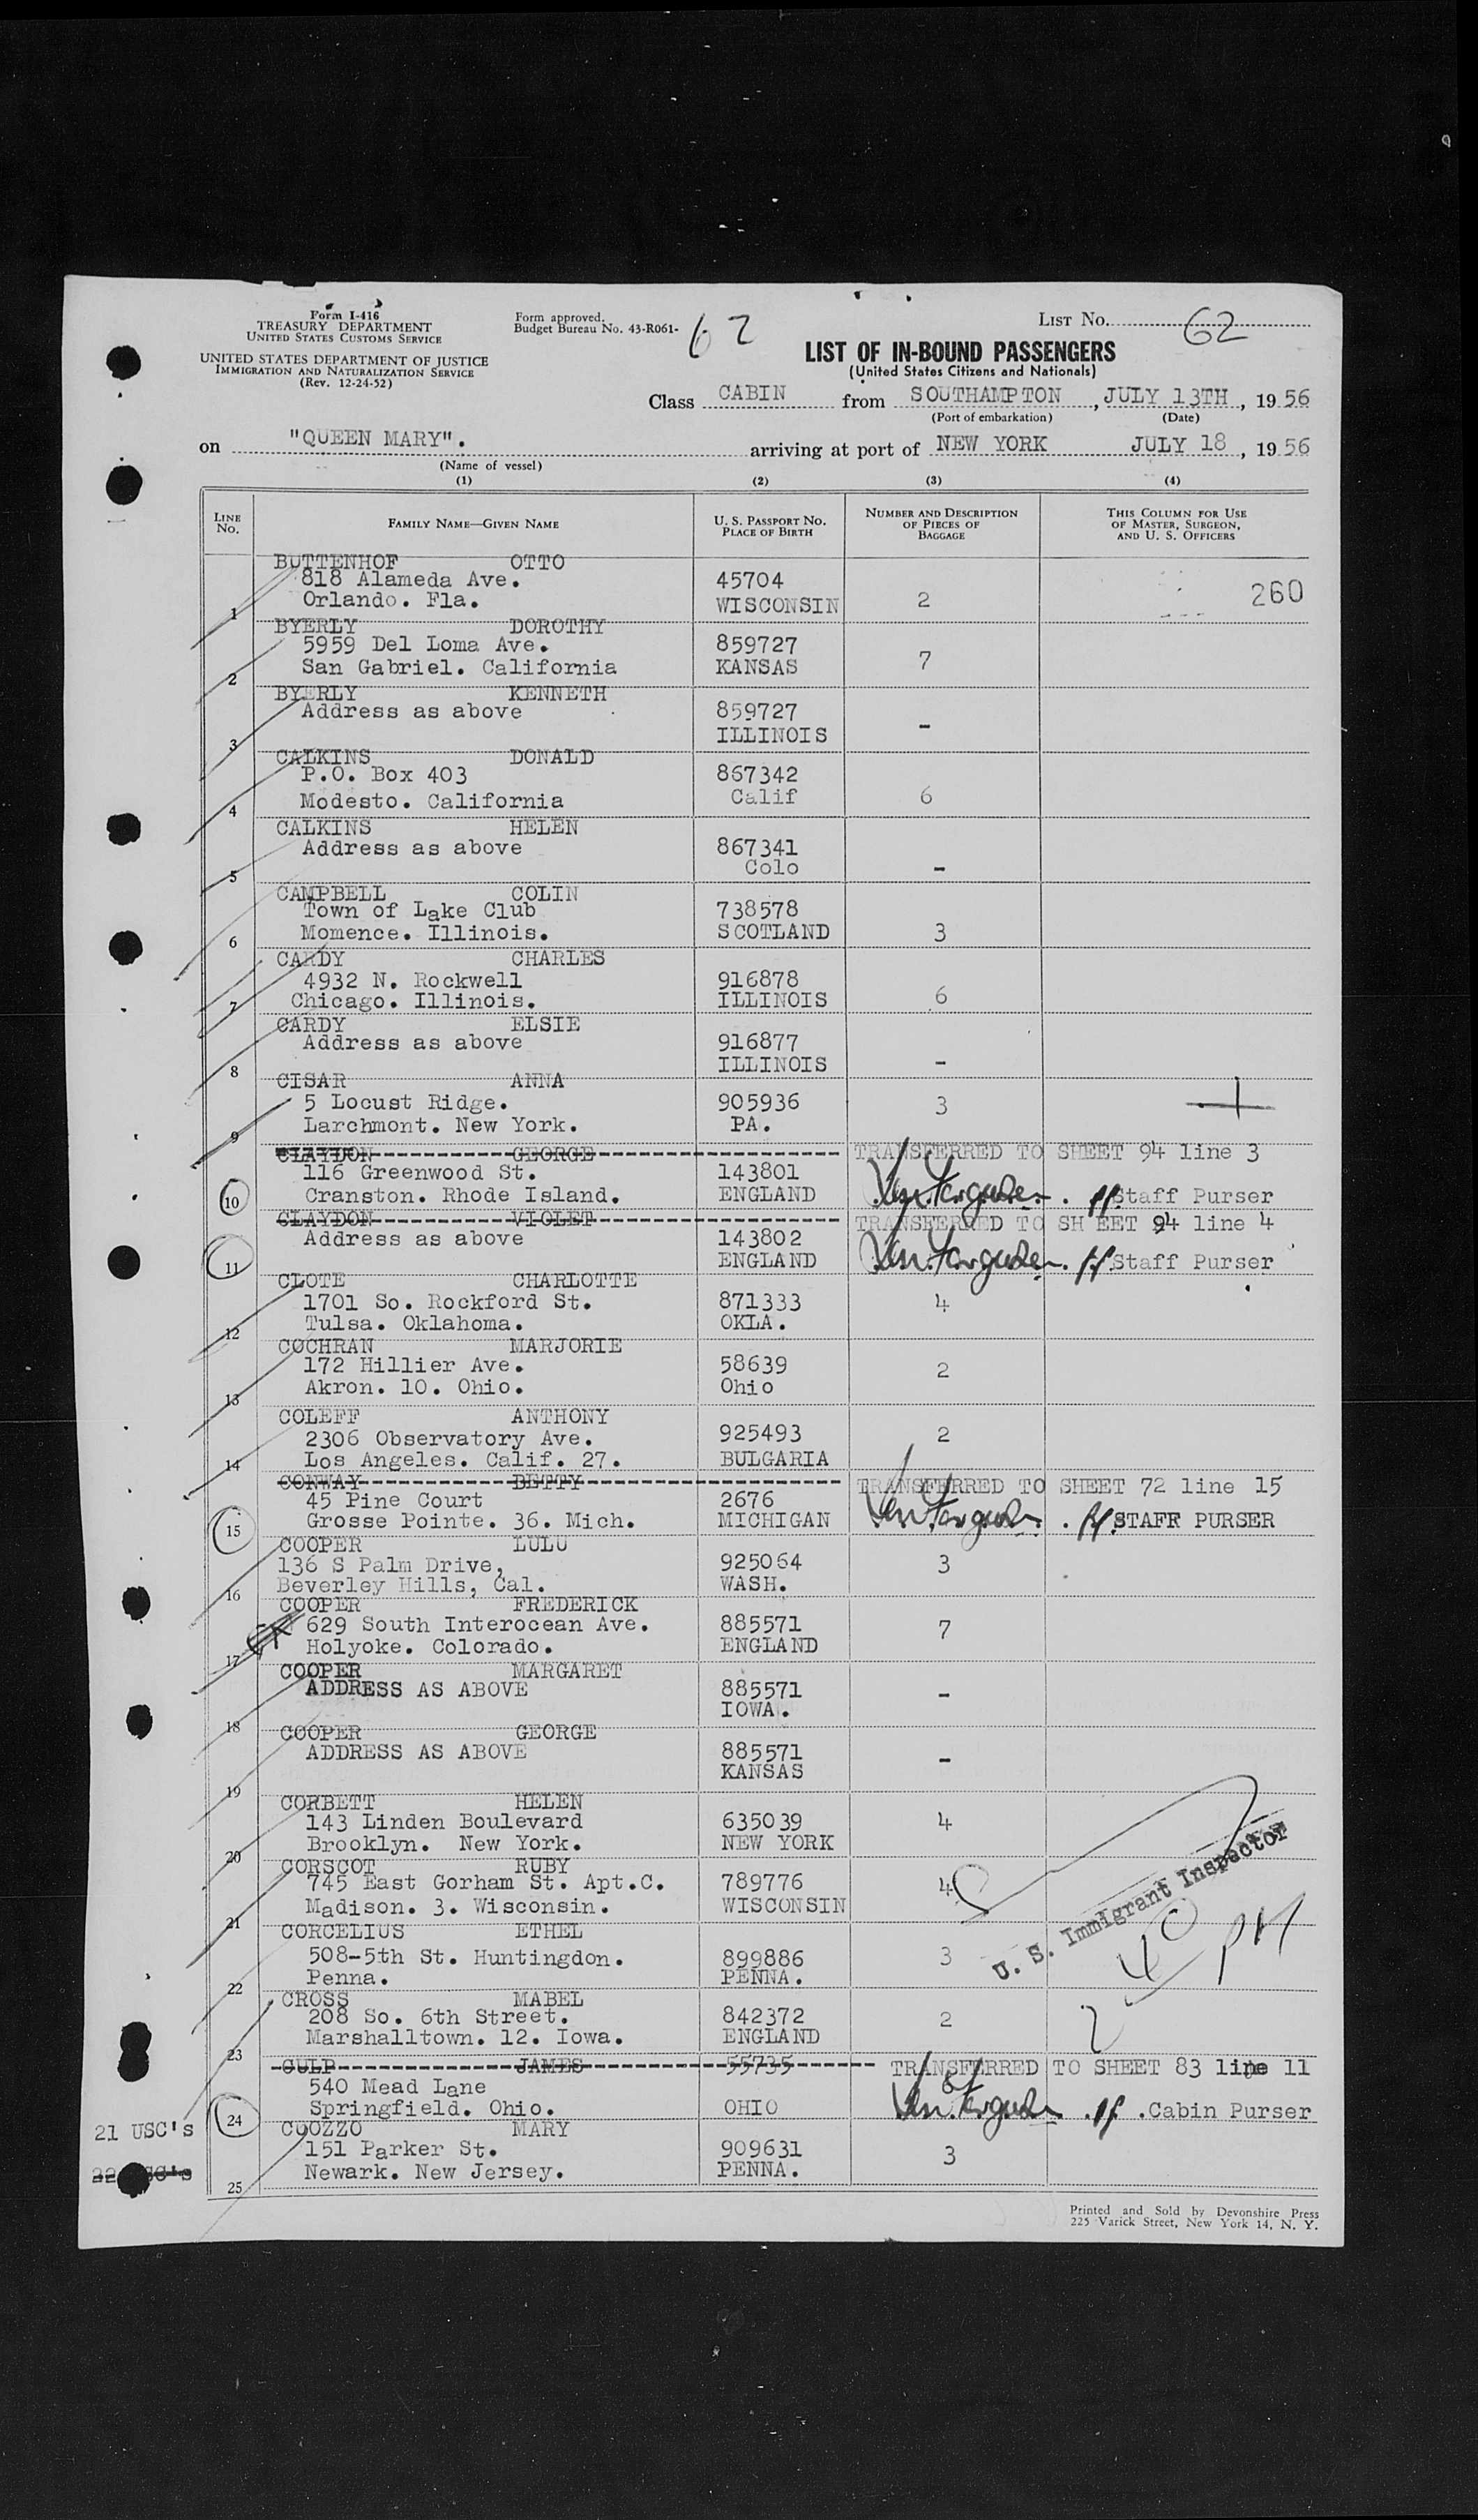 Form I-416
TREASURY DEPARTMENT
UNITED STATES CUSTOMS SERVICE
UNITED STATES DEPARTMENT OF JUSTICE
IMMIGRATION AND NATURALIZATION SERVICE
(Rev. 12-24-52)
Form approved.
Budget Bureau No. 43-R061-
62
LIST No. 62
LIST OF IN-BOUND PASSENGERS
(United States Citizens and Nationals)
Class CABIN from SOUTHAMPTON, JULY 13TH, 1956
(Port of embarkation) (Date)
on "QUEEN MARY". arriving at port of NEW YORK JULY 18, 1956
(Name of vessel)
(1) (2) (3) (4)
LINE No. FAMILY NAME—GIVEN NAME U. S. PASSPORT NO. PLACE OF BIRTH NUMBER AND DESCRIPTION OF PIECES OF BAGGAGE THIS COLUMN FOR USE OF MASTER, SURGEON, AND U. S. OFFICERS
BUTTENHOF OTTO
818 Alameda Ave. 45704
1 Orlando. Fla. WISCONSIN 2 260
BYERLY DOROTHY
5959 Del Loma Ave. 859727
2 San Gabriel. California KANSAS 7
BYERLY KENNETH
Address as above 859727
3 ILLINOIS -
CALKINS DONALD
P.O. Box 403 867342
4 Modesto. California Calif 6
CALKINS HELEN
Address as above 867341
5 Colo -
CAMPBELL COLIN
Town of Lake Club 738578
6 Momence. Illinois. SCOTLAND 3
CARDY CHARLES
4932 N. Rockwell 916878
7 Chicago. Illinois. ILLINOIS 6
CARDY ELSIE
Address as above 916877
8 ILLINOIS -
CISAR ANNA
5 Locust Ridge. 905936 3
9 Larchmont. New York. PA.
CLAYDON GEORGE TRANSFERRED TO SHEET 94 line 3
116 Greenwood St. 143801
10 Cranston. Rhode Island. ENGLAND Staff Purser
CLAYDON VIOLET TRANSFERRED TO SH EET 94 line 4
Address as above 143802
11 ENGLAND Staff Purser
CLOTE CHARLOTTE
1701 So. Rockford St. 871333 4
12 Tulsa. Oklahoma. OKLA.
COCHRAN MARJORIE
172 Hillier Ave. 58639 2
13 Akron. 10. Ohio. Ohio
COLEFF ANTHONY
2306 Observatory Ave. 925493 2
14 Los Angeles. Calif. 27. BULGARIA
CONWAY BETTY TRANSFERRED TO SHEET 72 line 15
45 Pine Court 2676
15 Grosse Pointe. 36. Mich. MICHIGAN STAFF PURSER
COOPER LULU
136 S Palm Drive, 925064 3
16 Beverley Hills, Cal. WASH.
COOPER FREDERICK
629 South Interocean Ave. 885571 7
17 Holyoke. Colorado. ENGLAND
COOPER MARGARET
ADDRESS AS ABOVE 885571 -
18 IOWA.
COOPER GEORGE
ADDRESS AS ABOVE 885571 -
19 KANSAS
CORBETT HELEN
143 Linden Boulevard 635039 4
20 Brooklyn. New York. NEW YORK
CORSCOT RUBY
745 East Gorham St. Apt.C. 789776 4
21 Madison. 3. Wisconsin. WISCONSIN
U. S. Immigrant Inspector
CORCELIUS ETHEL
508-5th St. Huntingdon. 899886 3
22 Penna. PENNA.
CROSS MABEL
208 So. 6th Street. 842372 2
23 Marshalltown. 12. Iowa. ENGLAND
CULP JAMES 55735 TRANSFERRED TO SHEET 83 line 11
540 Mead Lane
24 Springfield. Ohio. OHIO Cabin Purser
21 USC's
CUOZZO MARY
151 Parker St. 909631 3
22 USC's
25 Newark. New Jersey. PENNA.
Printed and Sold by Devonshire Press
225 Varick Street, New York 14, N. Y.